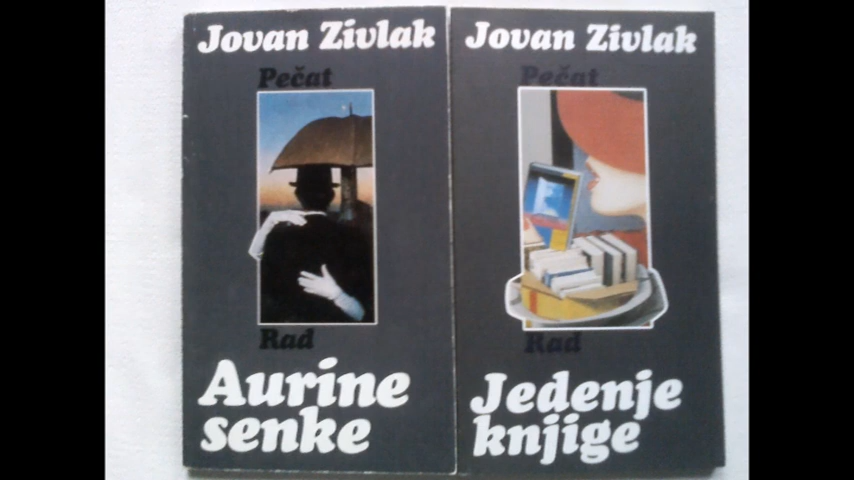 Jovan Zivlak
Pečat
Rad
Aurine
senke
Jovan Zivlak
Pečat
Rad
Jedenje
knjige